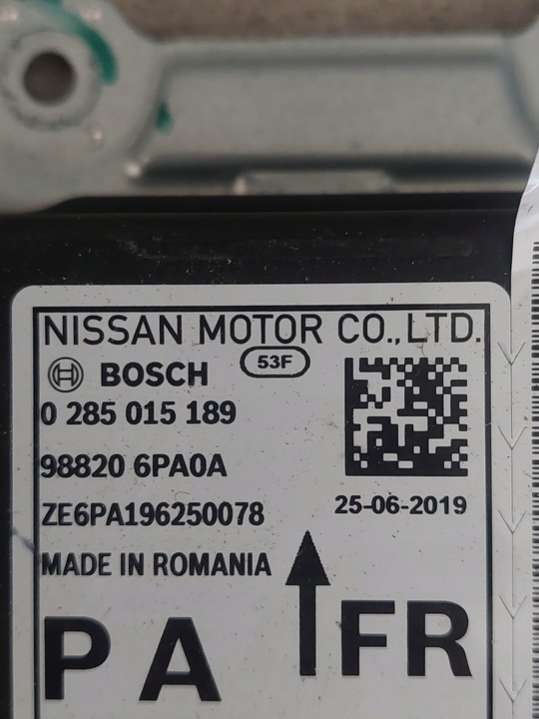 NISSAN MOTOR CO.,LTD.
BOSCH 53F
0 285 015 189
98820 6PA0A
ZE6PA196250078
25-06-2019
MADE IN ROMANIA
PA FR